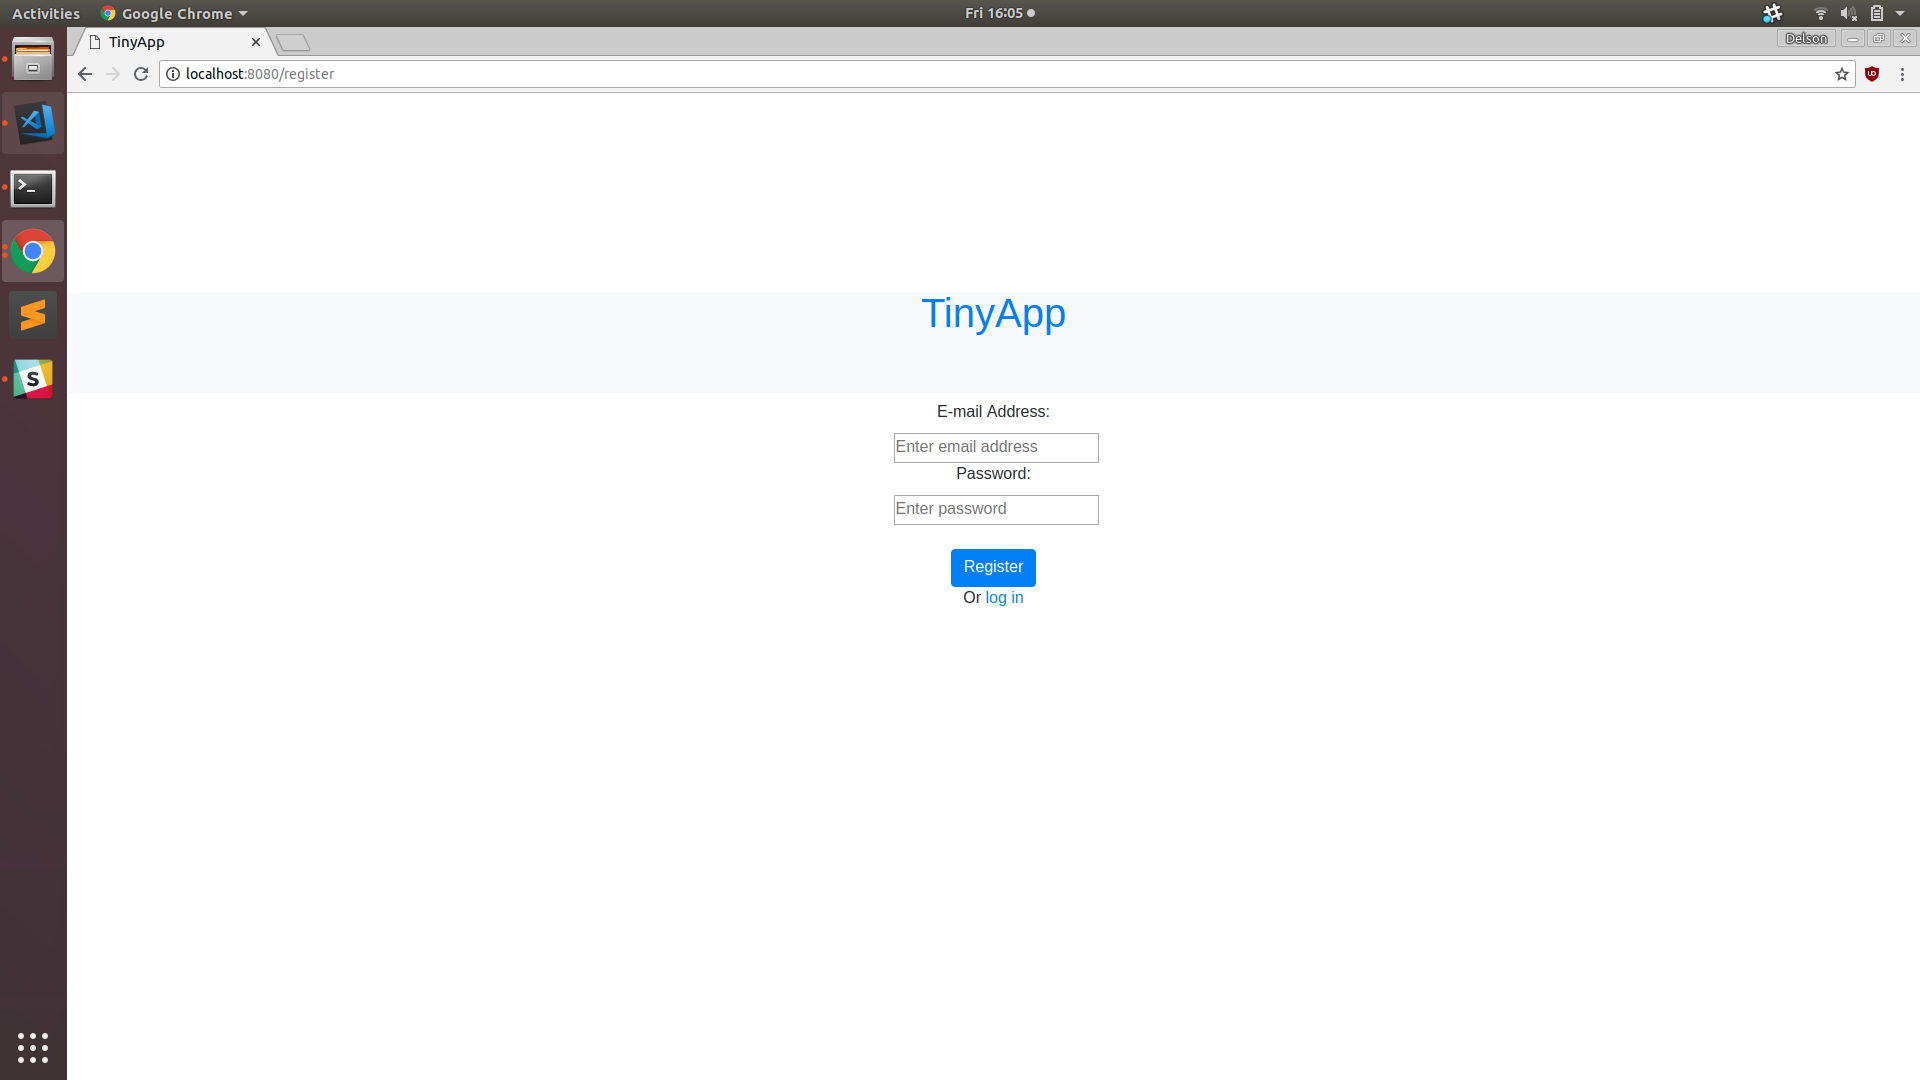 Activities
Google Chrome
Fri 16:05
TinyApp
Delson
localhost:8080/register
TinyApp
E-mail Address:
Enter email address
Password:
Enter password
Register
Or log in
S